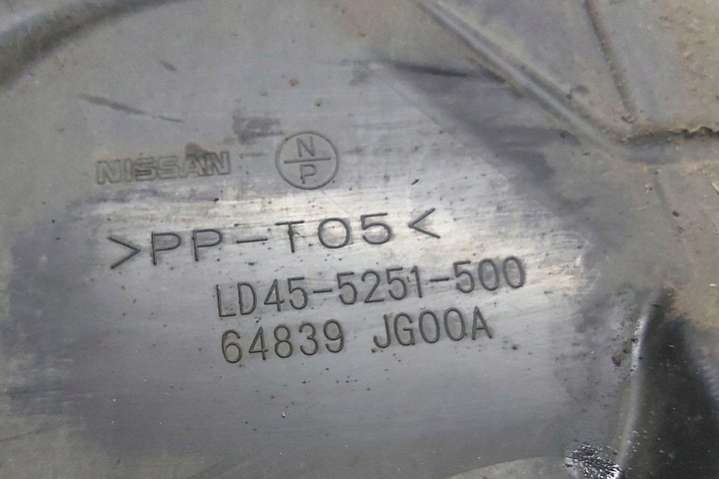 NISSAN N P
>PP-T05<
LD45-5251-500
64839 JG00A